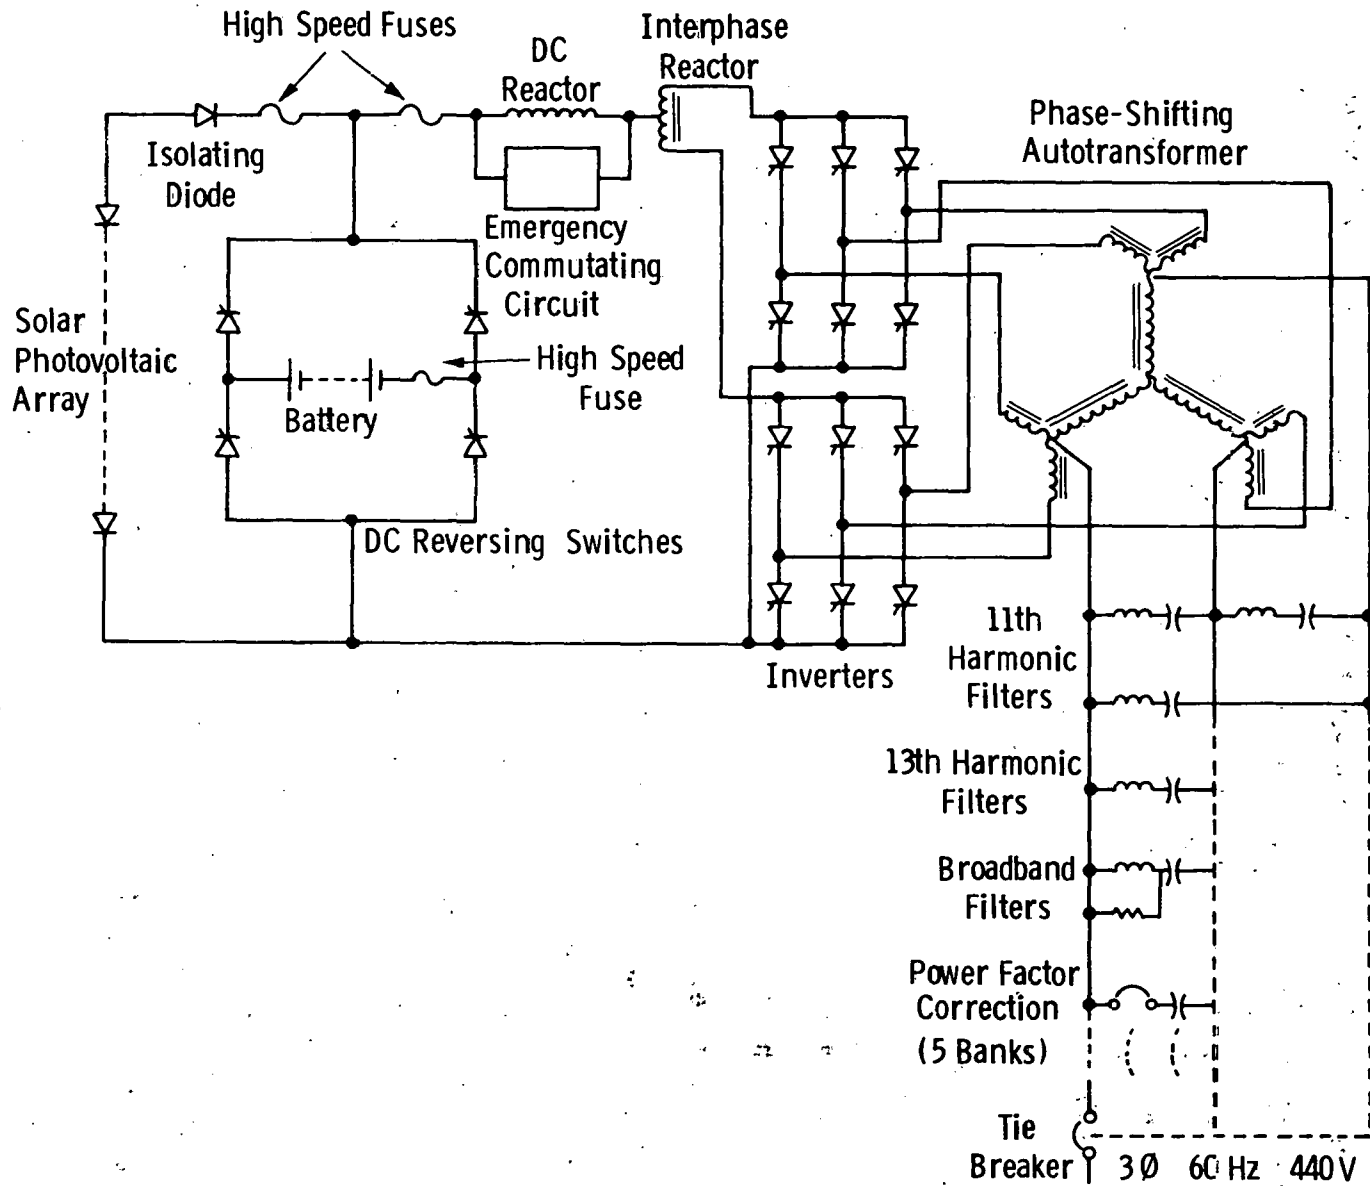 High Speed Fuses
DC
Reactor
Interphase
Reactor
Phase-Shifting
Autotransformer
Isolating
Diode
Emergency
Commutating
Circuit
Solar
Photovoltaic
Array
High Speed
Fuse
Battery
DC Reversing Switches
Inverters
11th
Harmonic
Filters
13th Harmonic
Filters
Broadband
Filters
Power Factor
Correction
(5 Banks)
Tie
Breaker
3Ø 60 Hz 440V